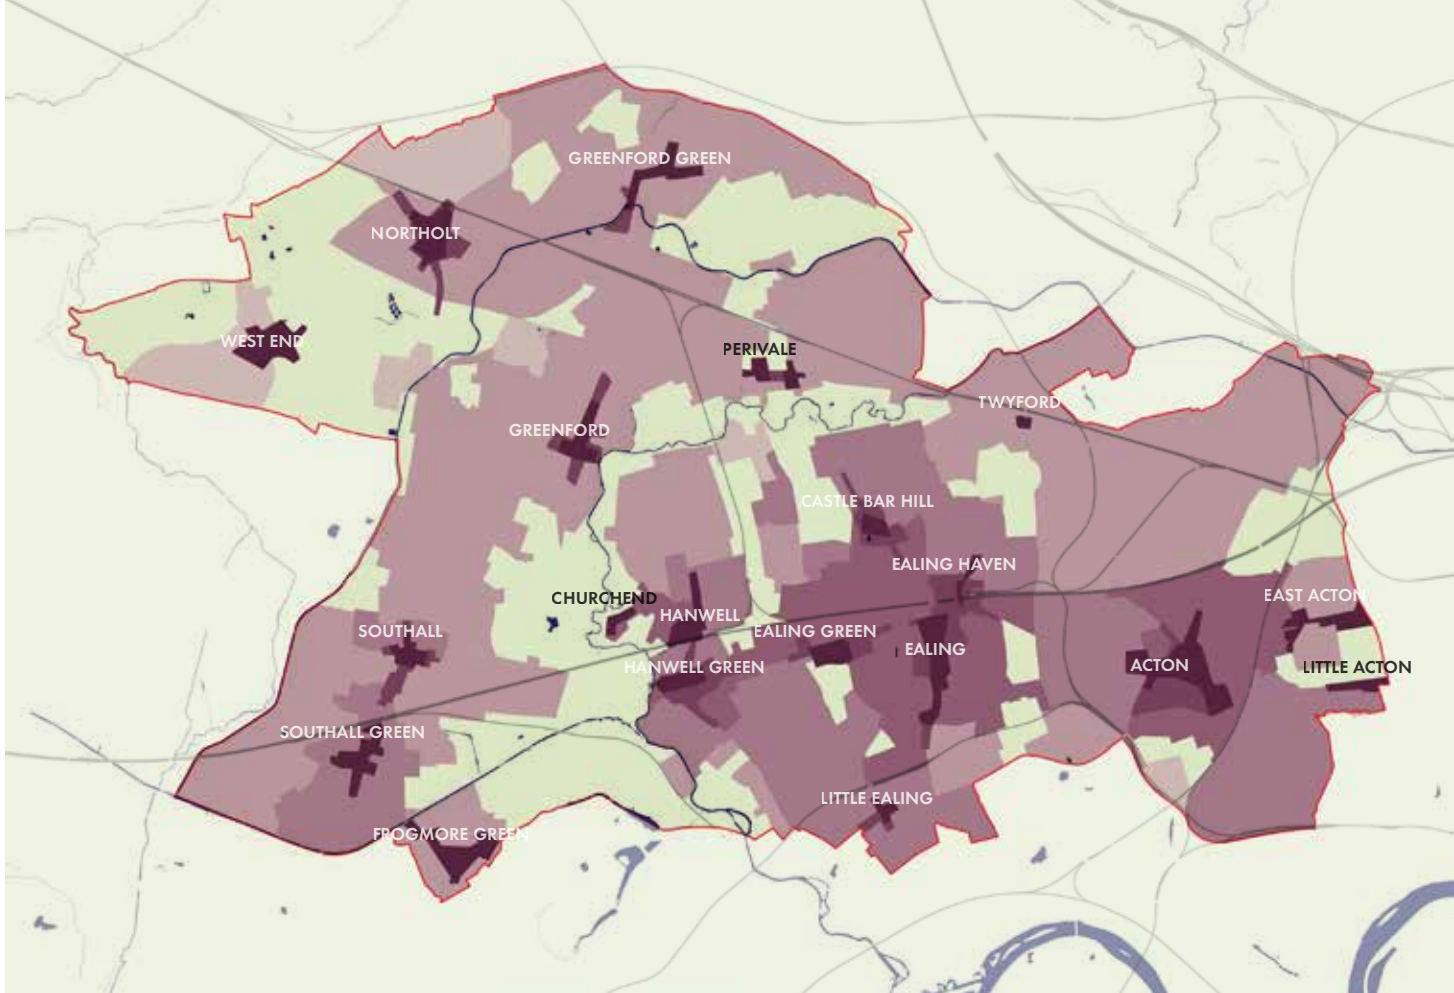 GREENFORD GREEN
NORTHOLT
WEST END
PERIVALE
TWYFORD
GREENFORD
CASTLE BAR HILL
EALING HAVEN
CHURCHEND
EAST ACTON
HANWELL
SOUTHALL
EALING GREEN
EALING
HANWELL GREEN
ACTON
LITTLE ACTON
SOUTHALL GREEN
LITTLE EALING
FROGMORE GREEN